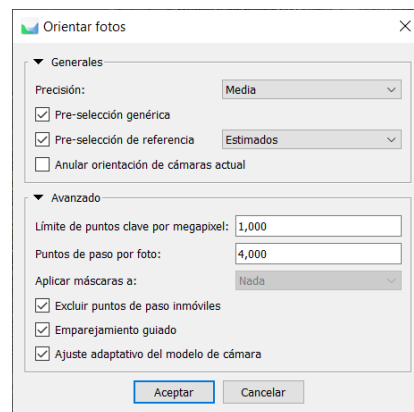 Orientar fotos
Generales
Precisión: Media
Pre-selección genérica
Pre-selección de referencia Estimados
Anular orientación de cámaras actual
Avanzado
Límite de puntos clave por megapixel: 1,000
Puntos de paso por foto: 4,000
Aplicar máscaras a: Nada
Excluir puntos de paso inmóviles
Emparejamiento guiado
Ajuste adaptativo del modelo de cámara
Aceptar Cancelar